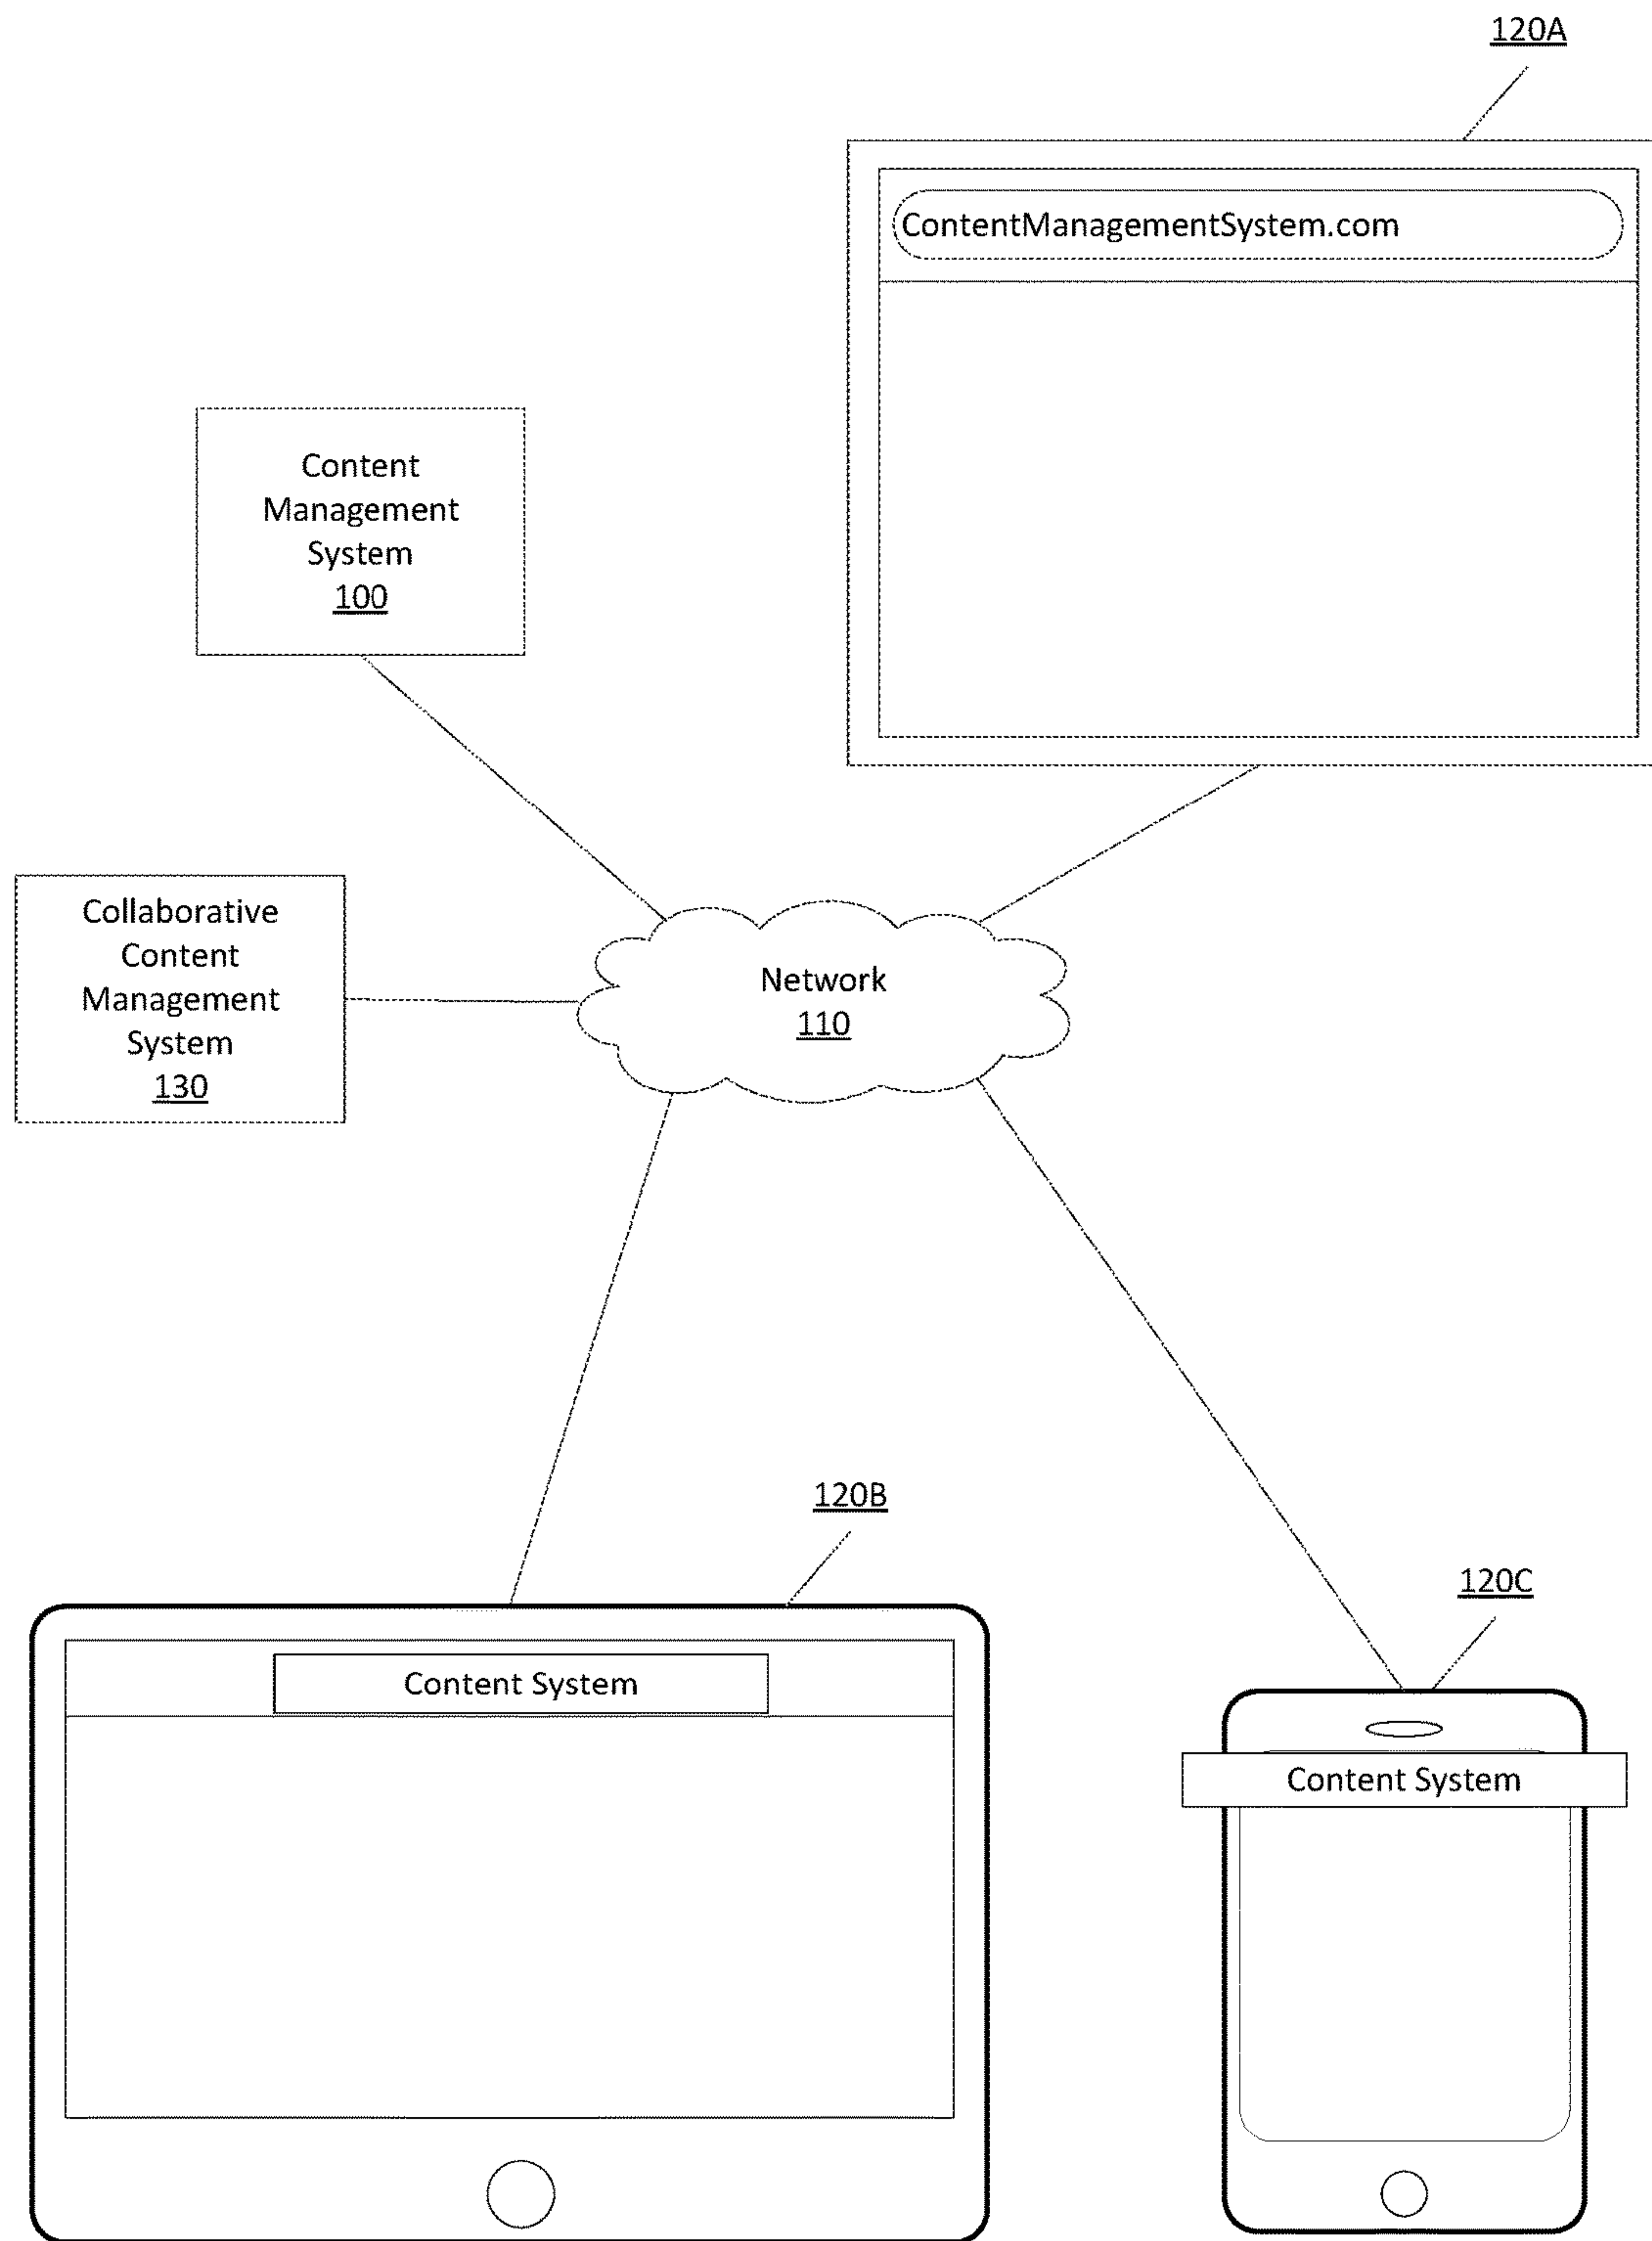 120A
ContentManagementSystem.com
Content
Management
System
100
Collaborative
Content
Management
System
130
Network
110
120B
120C
Content System
Content System